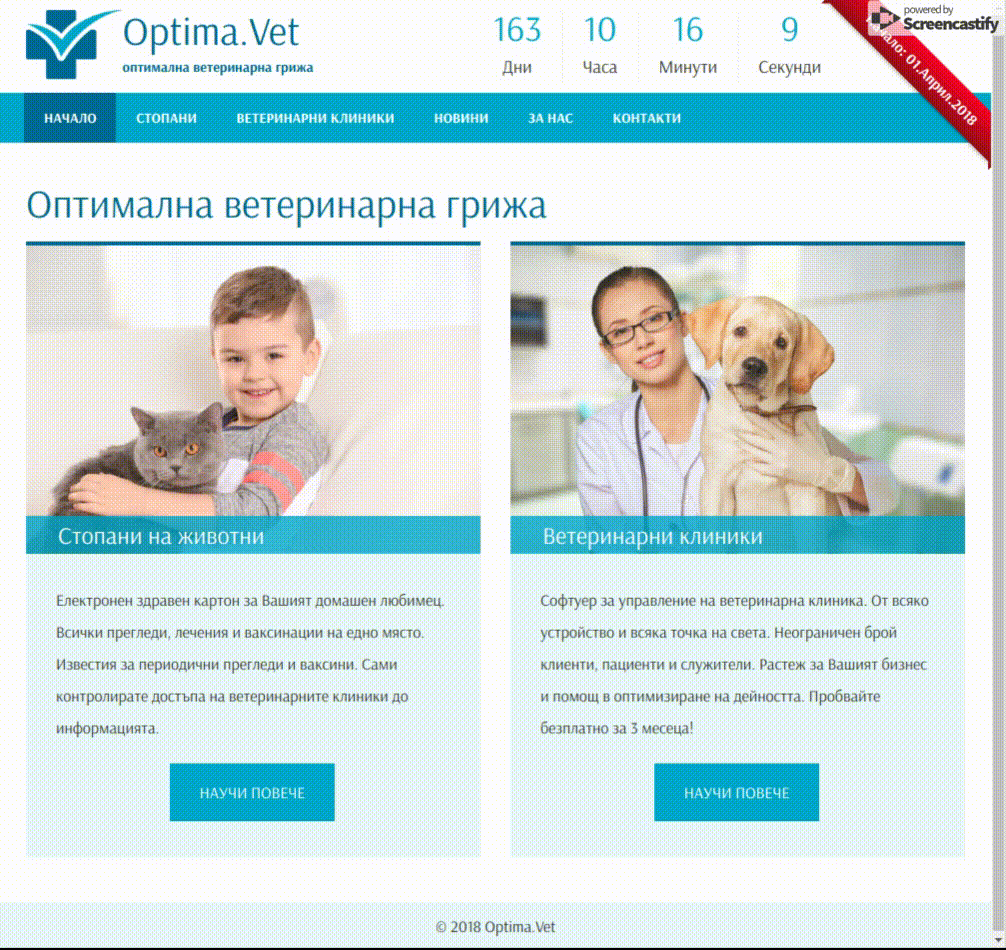 Optima.Vet
оптимална ветеринарна грижа
163 10 16 9
Дни Часа Минути Секунди
powered by
Screencastify
01.Април.2018
НАЧАЛО СТОПАНИ ВЕТЕРИНАРНИ КЛИНИКИ НОВИНИ ЗА НАС КОНТАКТИ
Оптимална ветеринарна грижа
Стопани на животни
Електронен здравен картон за Вашият домашен любимец.
Всички прегледи, лечения и ваксинации на едно място.
Известия за периодични прегледи и ваксини. Сами
контролирате достъпа на ветеринарните клиники до
информацията.
НАУЧИ ПОВЕЧЕ
Ветеринарни клиники
Софтуер за управление на ветеринарна клиника. От всяко
устройство и всяка точка на света. Неограничен брой
клиенти, пациенти и служители. Растеж за Вашият бизнес
и помощ в оптимизиране на дейността. Пробвайте
безплатно за 3 месеца!
НАУЧИ ПОВЕЧЕ
© 2018 Optima.Vet